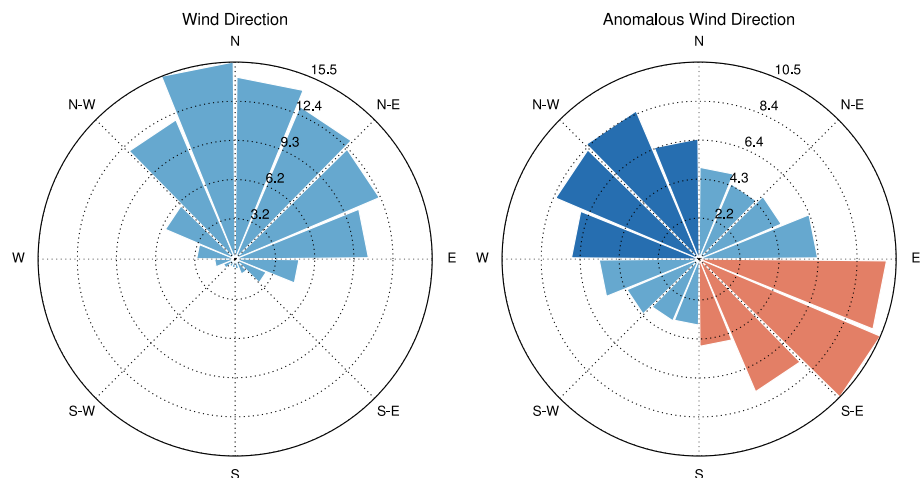 Wind Direction
N
15.5
N-W
12.4
N-E
9.3
6.2
3.2
W
E
S-W
S-E
S
Anomalous Wind Direction
N
10.5
N-W
8.4
N-E
6.4
4.3
2.2
W
E
S-W
S-E
S